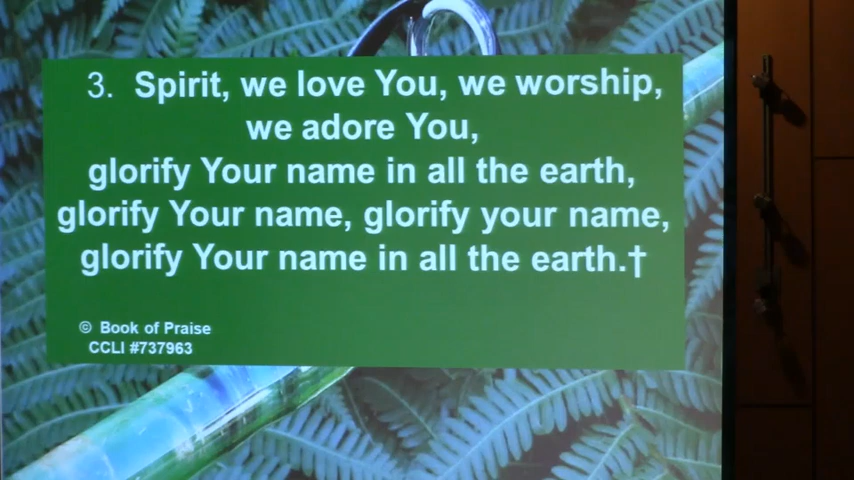 3. Spirit, we love You, we worship,
we adore You,
glorify Your name in all the earth,
glorify Your name, glorify your name,
glorify Your name in all the earth.†
© Book of Praise
CCLI #737963